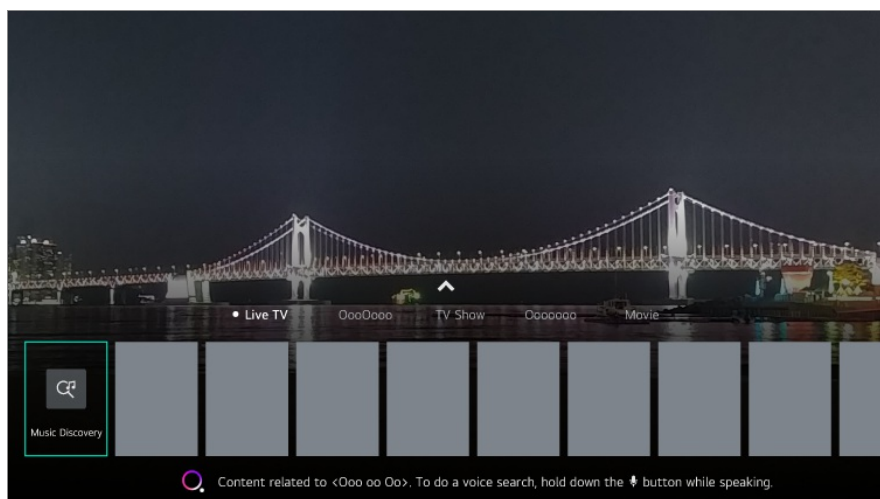 Live TV
OooOooo
TV Show
Ooooooo
Movie
Music Discovery
Content related to <Ooo oo Oo>. To do a voice search, hold down the button while speaking.